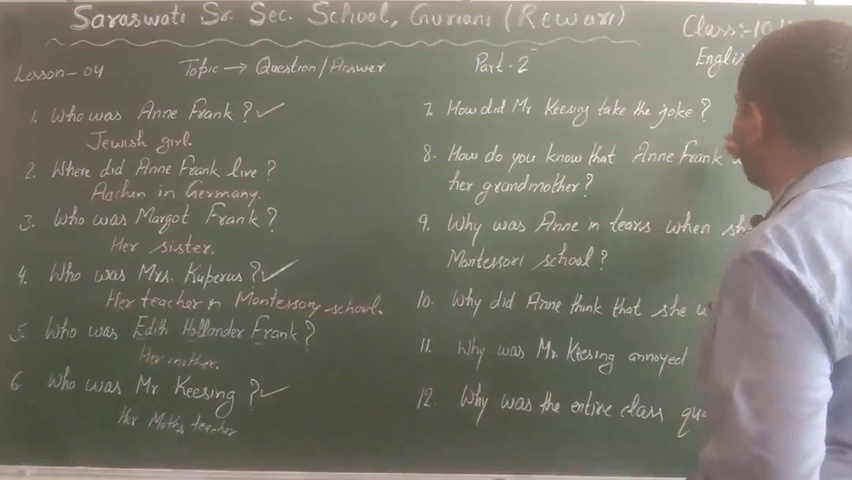 Saraswati Sr. Sec. School, Guriani (Rewari)
Class:- 10
English
Lesson-04 Topic → Question/Answer Part-2
1. Who was Anne Frank? ✓
Jewish girl.
2. Where did Anne Frank live?
Aachen in Germany.
3. Who was Margot Frank?
Her sister.
4. Who was Mrs. Kuperus? ✓
Her teacher in Montessory school.
5. Who was Edith Hollander Frank?
Her mother.
6. Who was Mr Keesing? ✓
Her Maths teacher
7. How did Mr Keesing take the joke?
8. How do you know that Anne Frank
her grandmother?
9. Why was Anne in tears when
Montessori school?
10. Why did Anne think that she
11. Why was Mr Keesing annoyed
12. Why was the entire class